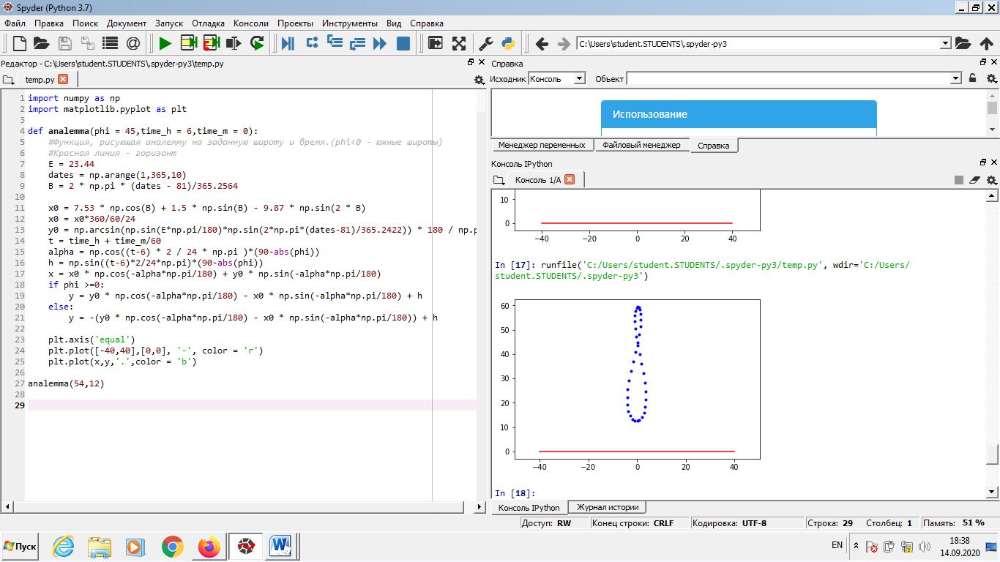 Spyder (Python 3.7)
Файл Правка Поиск Документ Запуск Отладка Консоли Проекты Инструменты Вид Справка
C:\Users\student.STUDENTS\.spyder-py3
Редактор - C:\Users\student.STUDENTS\.spyder-py3\temp.py
temp.py
1 import numpy as np
2 import matplotlib.pyplot as plt
3
4 def analemma(phi = 45,time_h = 6,time_m = 0):
5 #Функция, рисующая аналемму на заданную широту и время.(phi<0 - южные широты)
6 #Красная линия - горизонт
7 E = 23.44
8 dates = np.arange(1,365,10)
9 B = 2 * np.pi * (dates - 81)/365.2564
10
11 x0 = 7.53 * np.cos(B) + 1.5 * np.sin(B) - 9.87 * np.sin(2 * B)
12 x0 = x0*360/60/24
13 y0 = np.arcsin(np.sin(E*np.pi/180)*np.sin(2*np.pi*(dates-81)/365.2422)) * 180 / np.p
14 t = time_h + time_m/60
15 alpha = np.cos((t-6) * 2 / 24 * np.pi )*(90-abs(phi))
16 h = np.sin((t-6)*2/24*np.pi)*(90-abs(phi))
17 x = x0 * np.cos(-alpha*np.pi/180) + y0 * np.sin(-alpha*np.pi/180)
18 if phi >=0:
19 y = y0 * np.cos(-alpha*np.pi/180) - x0 * np.sin(-alpha*np.pi/180) + h
20 else:
21 y = -(y0 * np.cos(-alpha*np.pi/180) - x0 * np.sin(-alpha*np.pi/180)) + h
22
23 plt.axis('equal')
24 plt.plot([-40,40],[0,0], '-', color = 'r')
25 plt.plot(x,y,'.',color = 'b')
26
27 analemma(54,12)
28
29
Справка
Исходник Консоль Объект
Использование
Менеджер переменных Файловый менеджер Справка
Консоль IPython
Консоль 1/A
10
0
−40 −20 0 20 40
In [17]: runfile('C:/Users/student.STUDENTS/.spyder-py3/temp.py', wdir='C:/Users/
student.STUDENTS/.spyder-py3')
60
50
40
30
20
10
0
−40 −20 0 20 40
In [18]:
Консоль IPython Журнал истории
Доступ: RW Конец строки: CRLF Кодировка: UTF-8 Строка: 29 Столбец: 1 Память: 51 %
Пуск
EN
18:38
14.09.2020